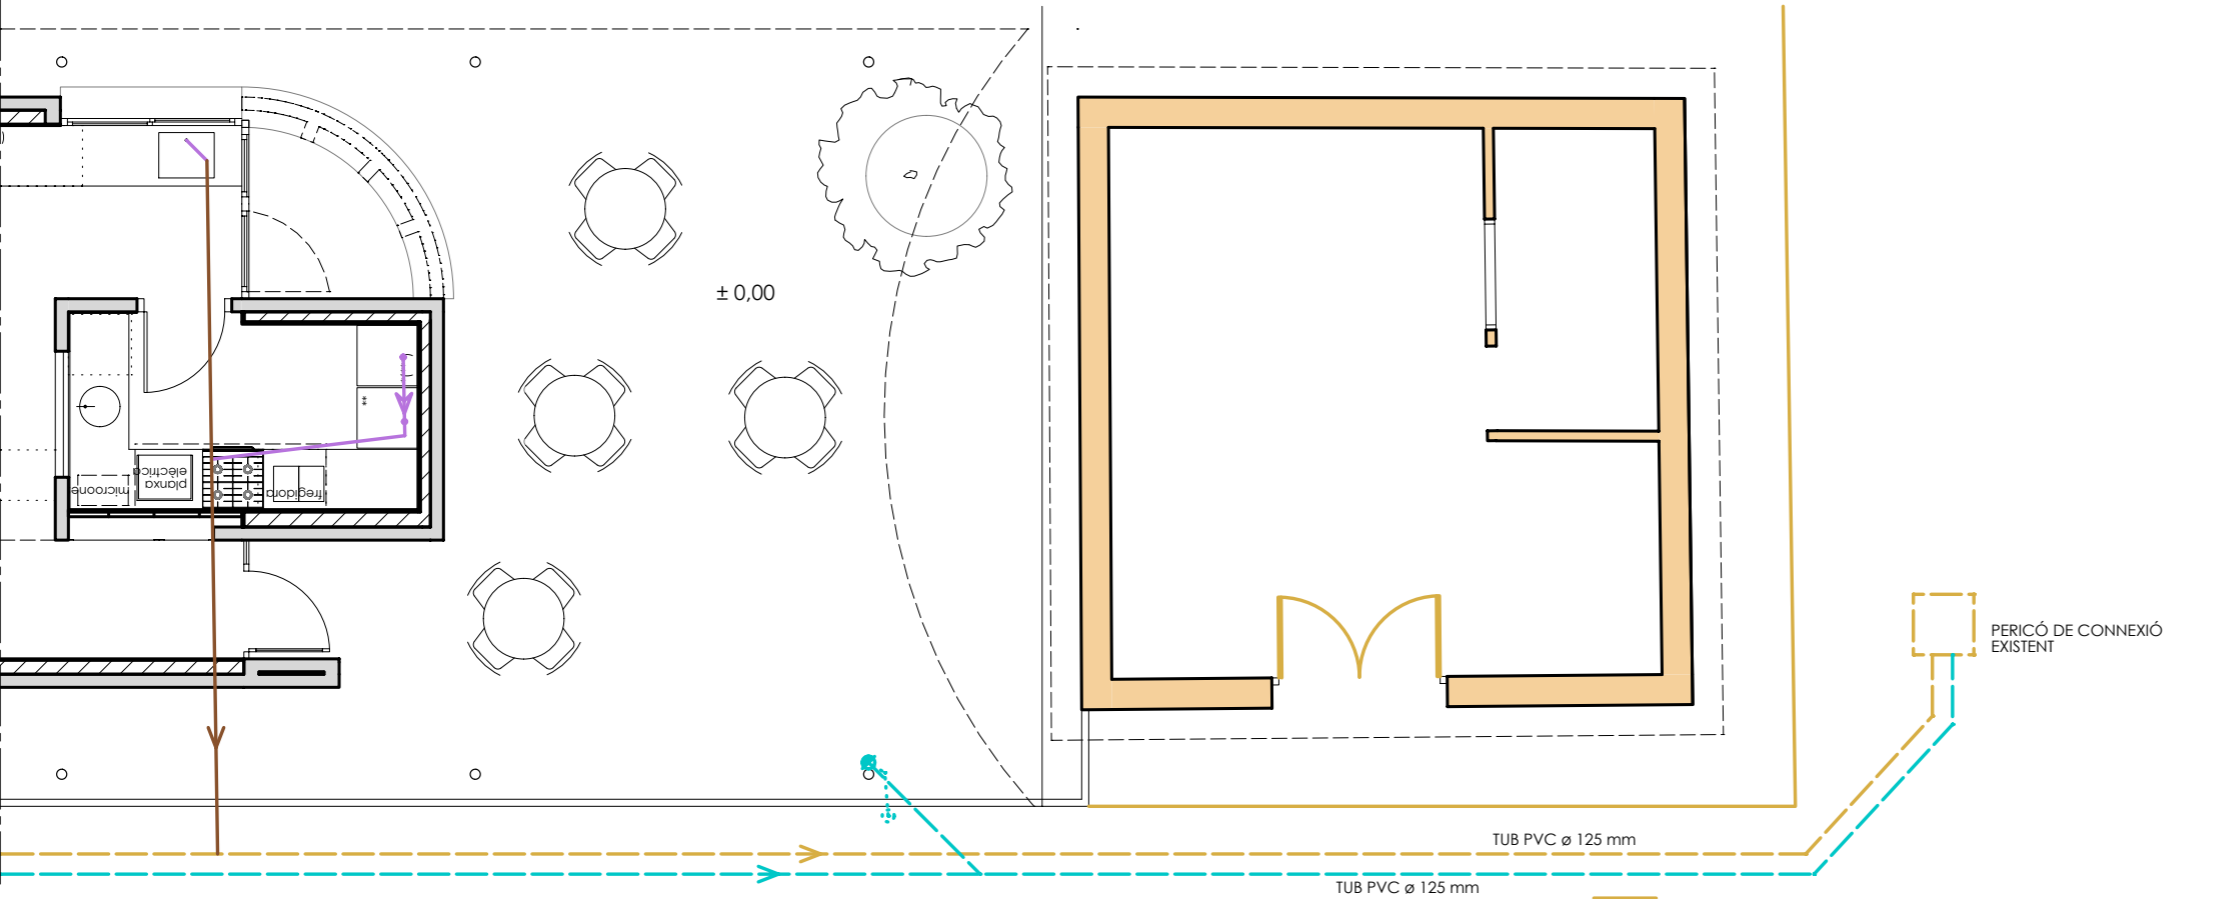 ± 0,00
**
planxa
elèctrica
microone
fregidora
PERICÓ DE CONNEXIÓ
EXISTENT
TUB PVC ø 125 mm
TUB PVC ø 125 mm